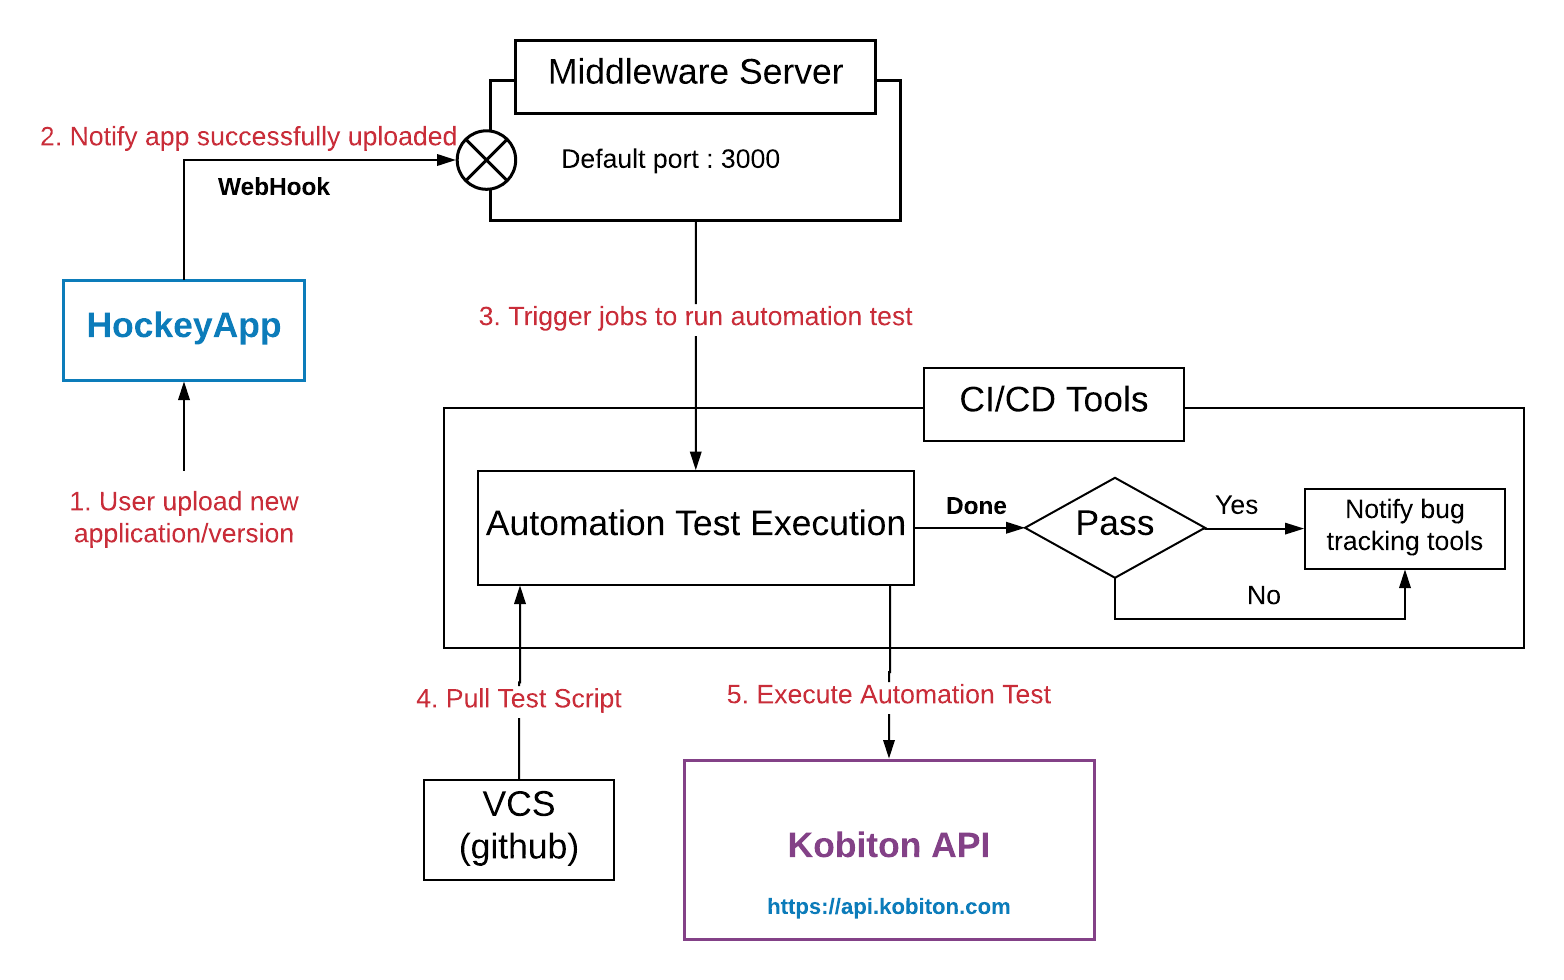 Middleware Server
2. Notify app successfully uploaded
Default port : 3000
WebHook
HockeyApp
3. Trigger jobs to run automation test
CI/CD Tools
1. User upload new
application/version
Automation Test Execution
Done
Pass
Yes
Notify bug
tracking tools
No
4. Pull Test Script
5. Execute Automation Test
VCS
(github)
Kobiton API
https://api.kobiton.com